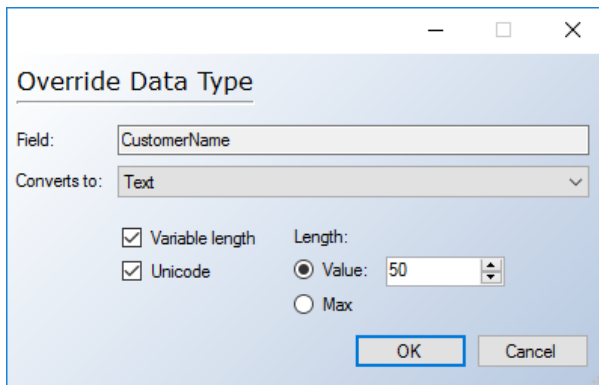 Override Data Type
Field: CustomerName
Converts to: Text
Variable length Length:
Unicode Value: 50
Max
OK Cancel